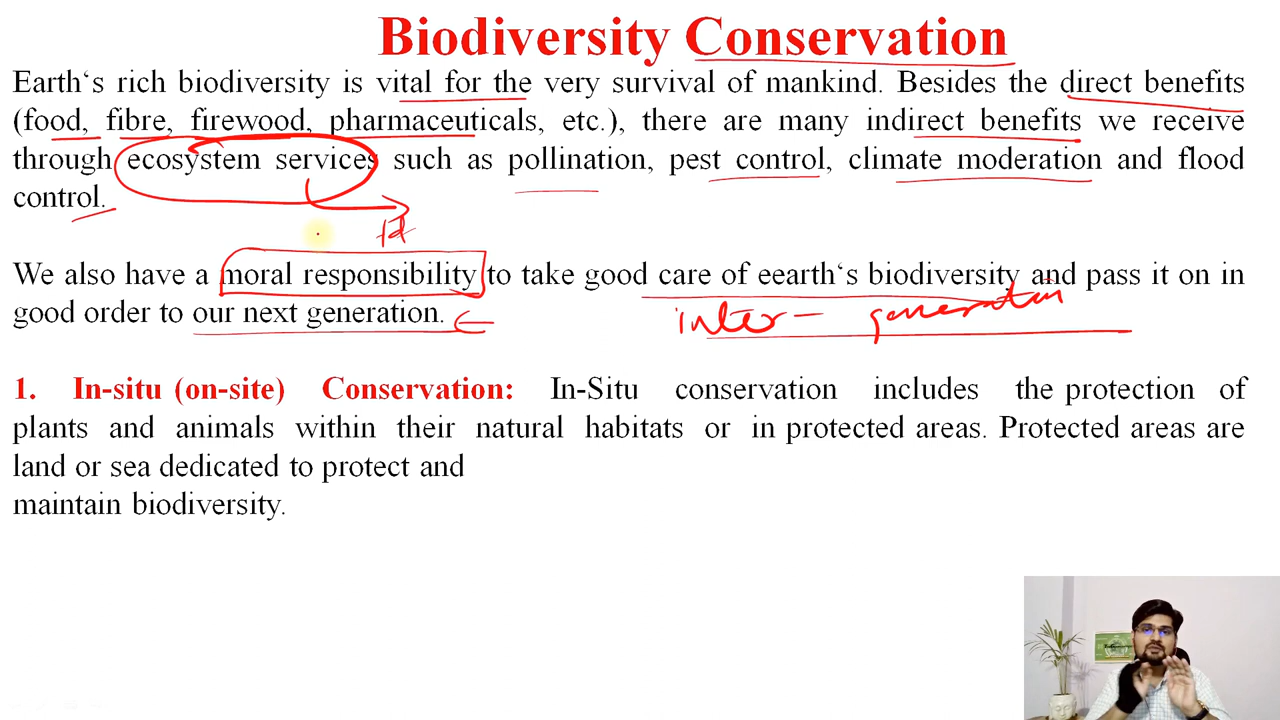 Biodiversity Conservation
Earth‘s rich biodiversity is vital for the very survival of mankind. Besides the direct benefits
(food, fibre, firewood, pharmaceuticals, etc.), there are many indirect benefits we receive
through ecosystem services such as pollination, pest control, climate moderation and flood
control.
We also have a moral responsibility to take good care of eearth‘s biodiversity and pass it on in
good order to our next generation.
inter – generation
1. In-situ (on-site) Conservation: In-Situ conservation includes the protection of
plants and animals within their natural habitats or in protected areas. Protected areas are
land or sea dedicated to protect and
maintain biodiversity.